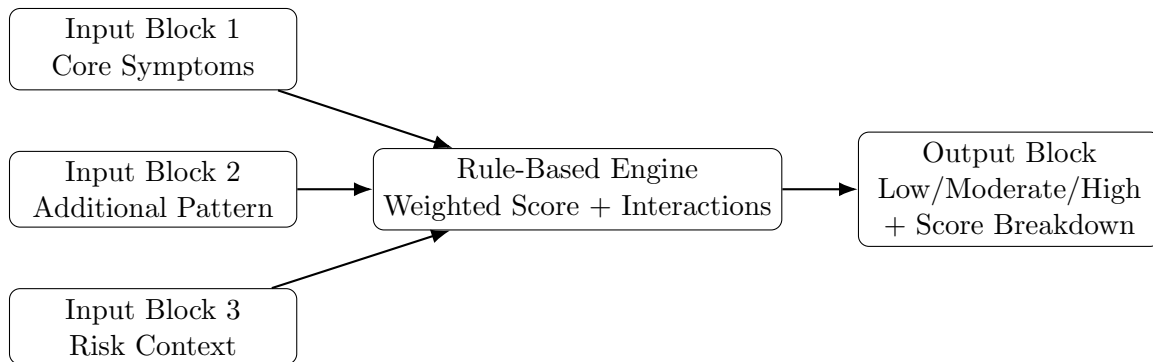 Input Block 1
Core Symptoms
Input Block 2
Additional Pattern
Input Block 3
Risk Context
Rule-Based Engine
Weighted Score + Interactions
Output Block
Low/Moderate/High
+ Score Breakdown